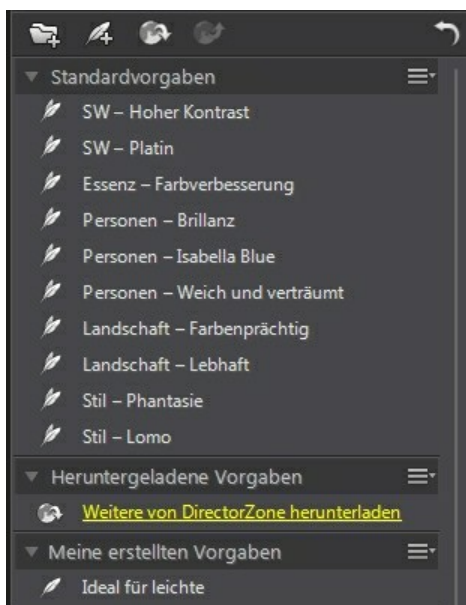 Standardvorgaben
SW – Hoher Kontrast
SW – Platin
Essenz – Farbverbesserung
Personen – Brillanz
Personen – Isabella Blue
Personen – Weich und verträumt
Landschaft – Farbenprächtig
Landschaft – Lebhaft
Stil – Phantasie
Stil – Lomo
Heruntergeladene Vorgaben
Weitere von DirectorZone herunterladen
Meine erstellten Vorgaben
Ideal für leichte